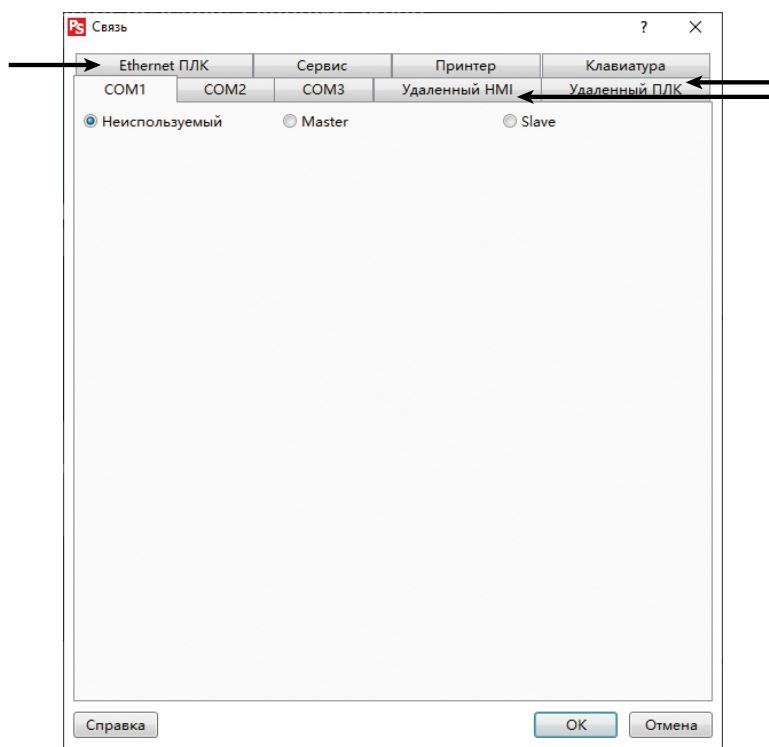 PS Связь ? ×
Ethernet ПЛК Сервис Принтер Клавиатура
COM1 COM2 COM3 Удаленный HMI Удаленный ПЛК
Неиспользуемый Master Slave
Справка OK Отмена